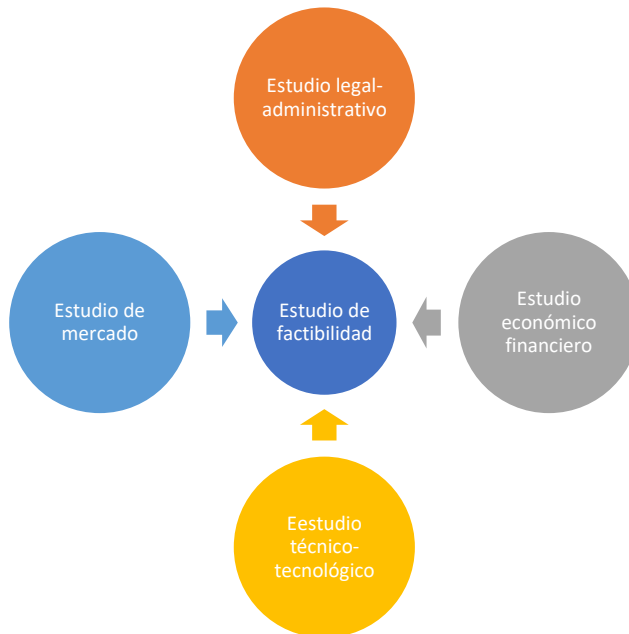 Estudio legal-
administrativo
Estudio de
mercado
Estudio de
factibilidad
Estudio
económico
financiero
Eestudio
técnico-
tecnológico